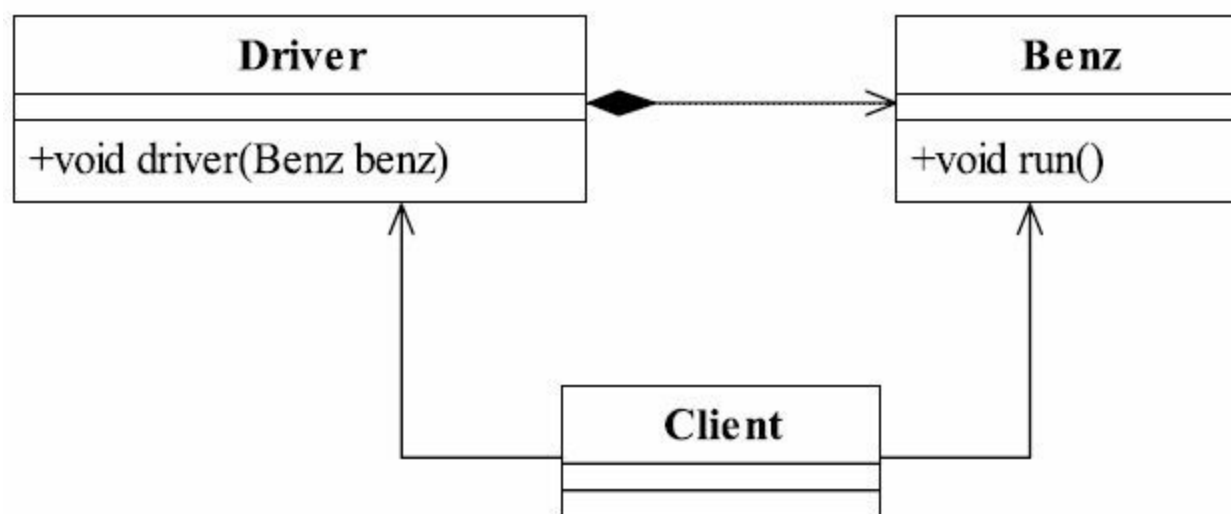 Driver
+void driver(Benz benz)
Benz
+void run()
Client